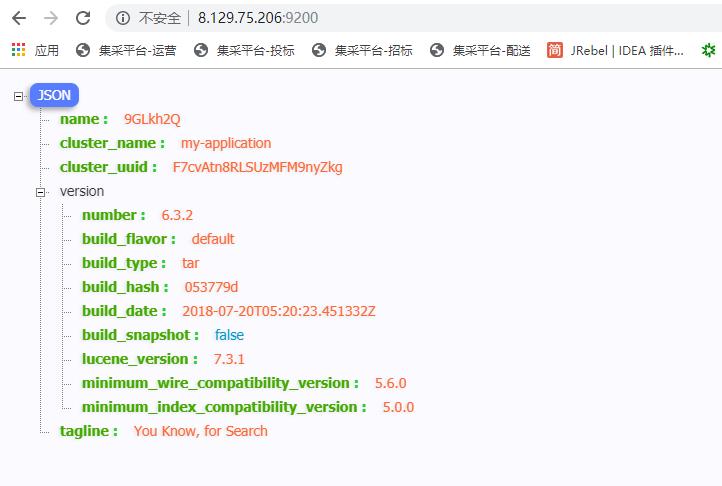 不安全 | 8.129.75.206:9200
应用 集采平台-运营 集采平台-投标 集采平台-招标 集采平台-配送 简 JRebel | IDEA 插件...
JSON
name : 9GLkh2Q
cluster_name : my-application
cluster_uuid : F7cvAtn8RLSUzMFM9nyZkg
version
number : 6.3.2
build_flavor : default
build_type : tar
build_hash : 053779d
build_date : 2018-07-20T05:20:23.451332Z
build_snapshot : false
lucene_version : 7.3.1
minimum_wire_compatibility_version : 5.6.0
minimum_index_compatibility_version : 5.0.0
tagline : You Know, for Search